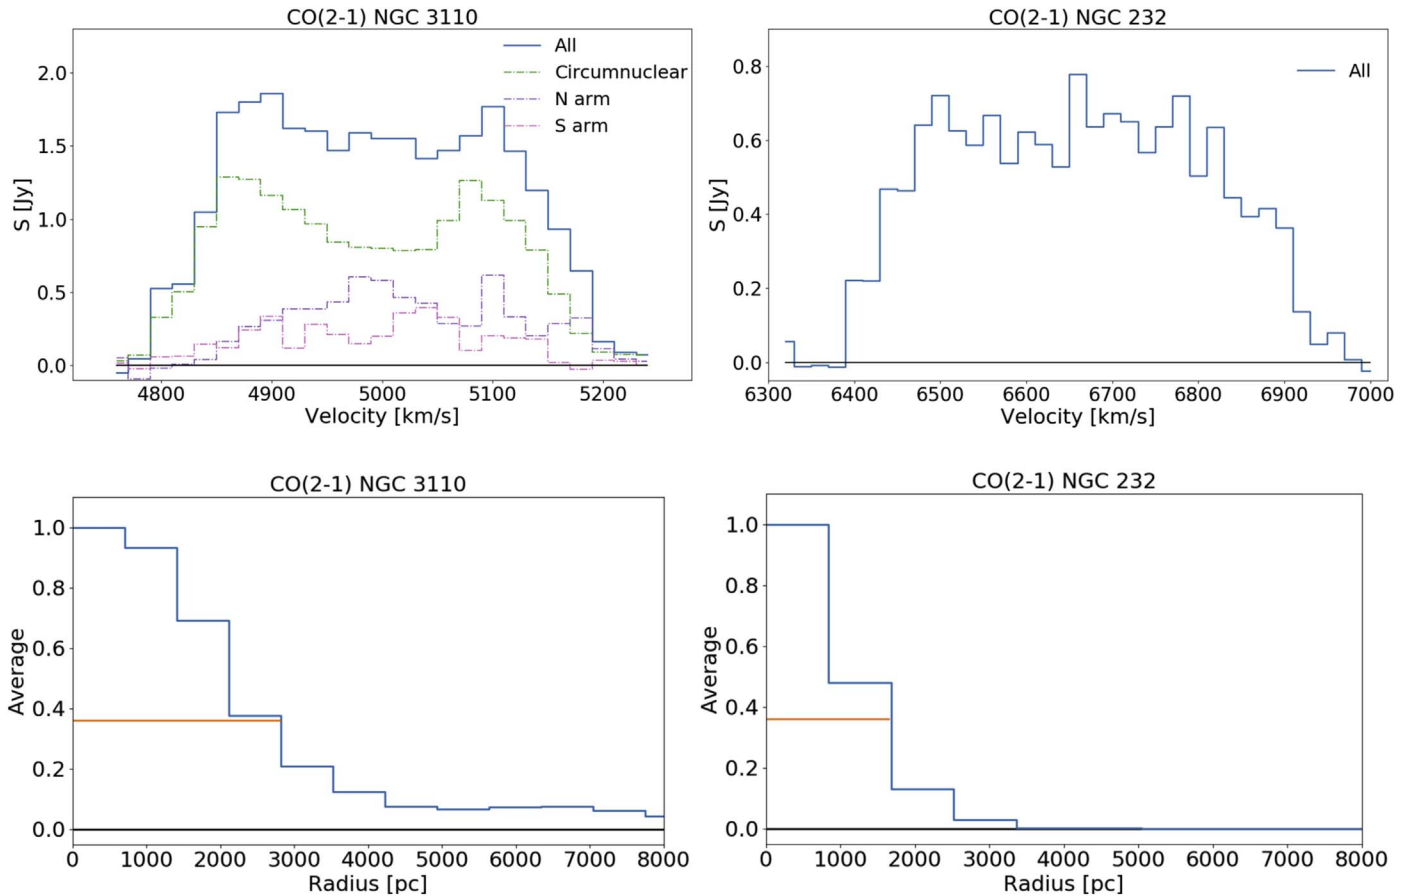 CO(2-1) NGC 3110
All
Circumnuclear
N arm
S arm
2.0
1.5
1.0
0.5
0.0
S [Jy]
4800 4900 5000 5100 5200
Velocity [km/s]
CO(2-1) NGC 232
All
0.8
0.6
0.4
0.2
0.0
S [Jy]
6300 6400 6500 6600 6700 6800 6900 7000
Velocity [km/s]
CO(2-1) NGC 3110
1.0
0.8
0.6
0.4
0.2
0.0
Average
0 1000 2000 3000 4000 5000 6000 7000 8000
Radius [pc]
CO(2-1) NGC 232
1.0
0.8
0.6
0.4
0.2
0.0
Average
0 1000 2000 3000 4000 5000 6000 7000 8000
Radius [pc]